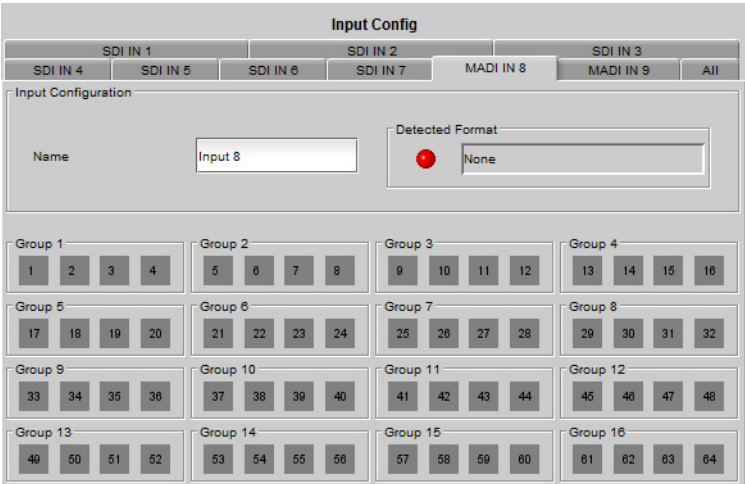 Input Config
SDI IN 1 SDI IN 2 SDI IN 3
SDI IN 4 SDI IN 5 SDI IN 6 SDI IN 7 MADI IN 8 MADI IN 9 All
Input Configuration
Detected Format
Name Input 8 None
Group 1 Group 2 Group 3 Group 4
1 2 3 4 5 6 7 8 9 10 11 12 13 14 15 16
Group 5 Group 6 Group 7 Group 8
17 18 19 20 21 22 23 24 25 26 27 28 29 30 31 32
Group 9 Group 10 Group 11 Group 12
33 34 35 36 37 38 39 40 41 42 43 44 45 46 47 48
Group 13 Group 14 Group 15 Group 16
49 50 51 52 53 54 55 56 57 58 59 60 61 62 63 64